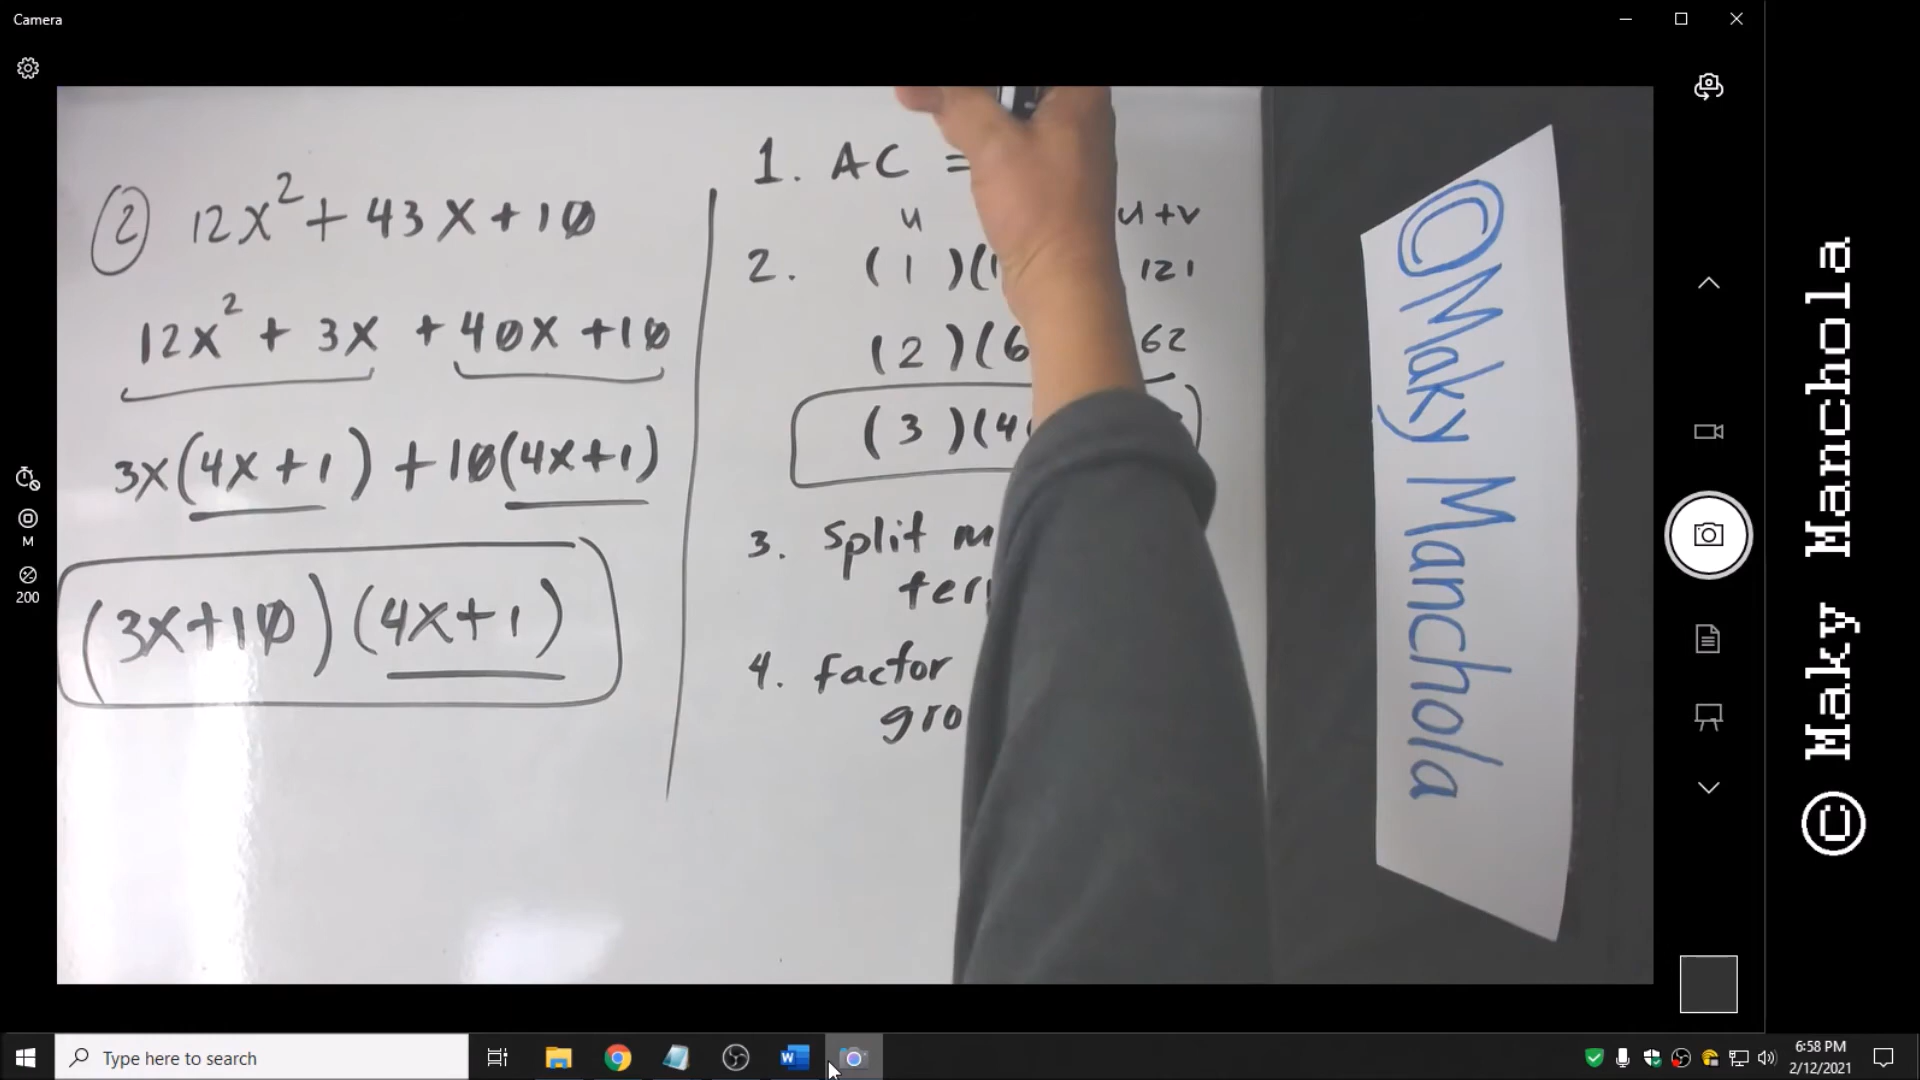 Camera
② 12x² + 43x + 10
12x² + 3x + 40x + 10
3x(4x + 1) + 10(4x+1)
(3x+10)(4x+1)
1. AC =
u u+v
2. (1)(1 121
(2)(6 62
(3)(4
3. Split m
ter
4. factor
gro
© Maky Manchola
© Maky Manchola
M
200
Type here to search
6:58 PM
2/12/2021